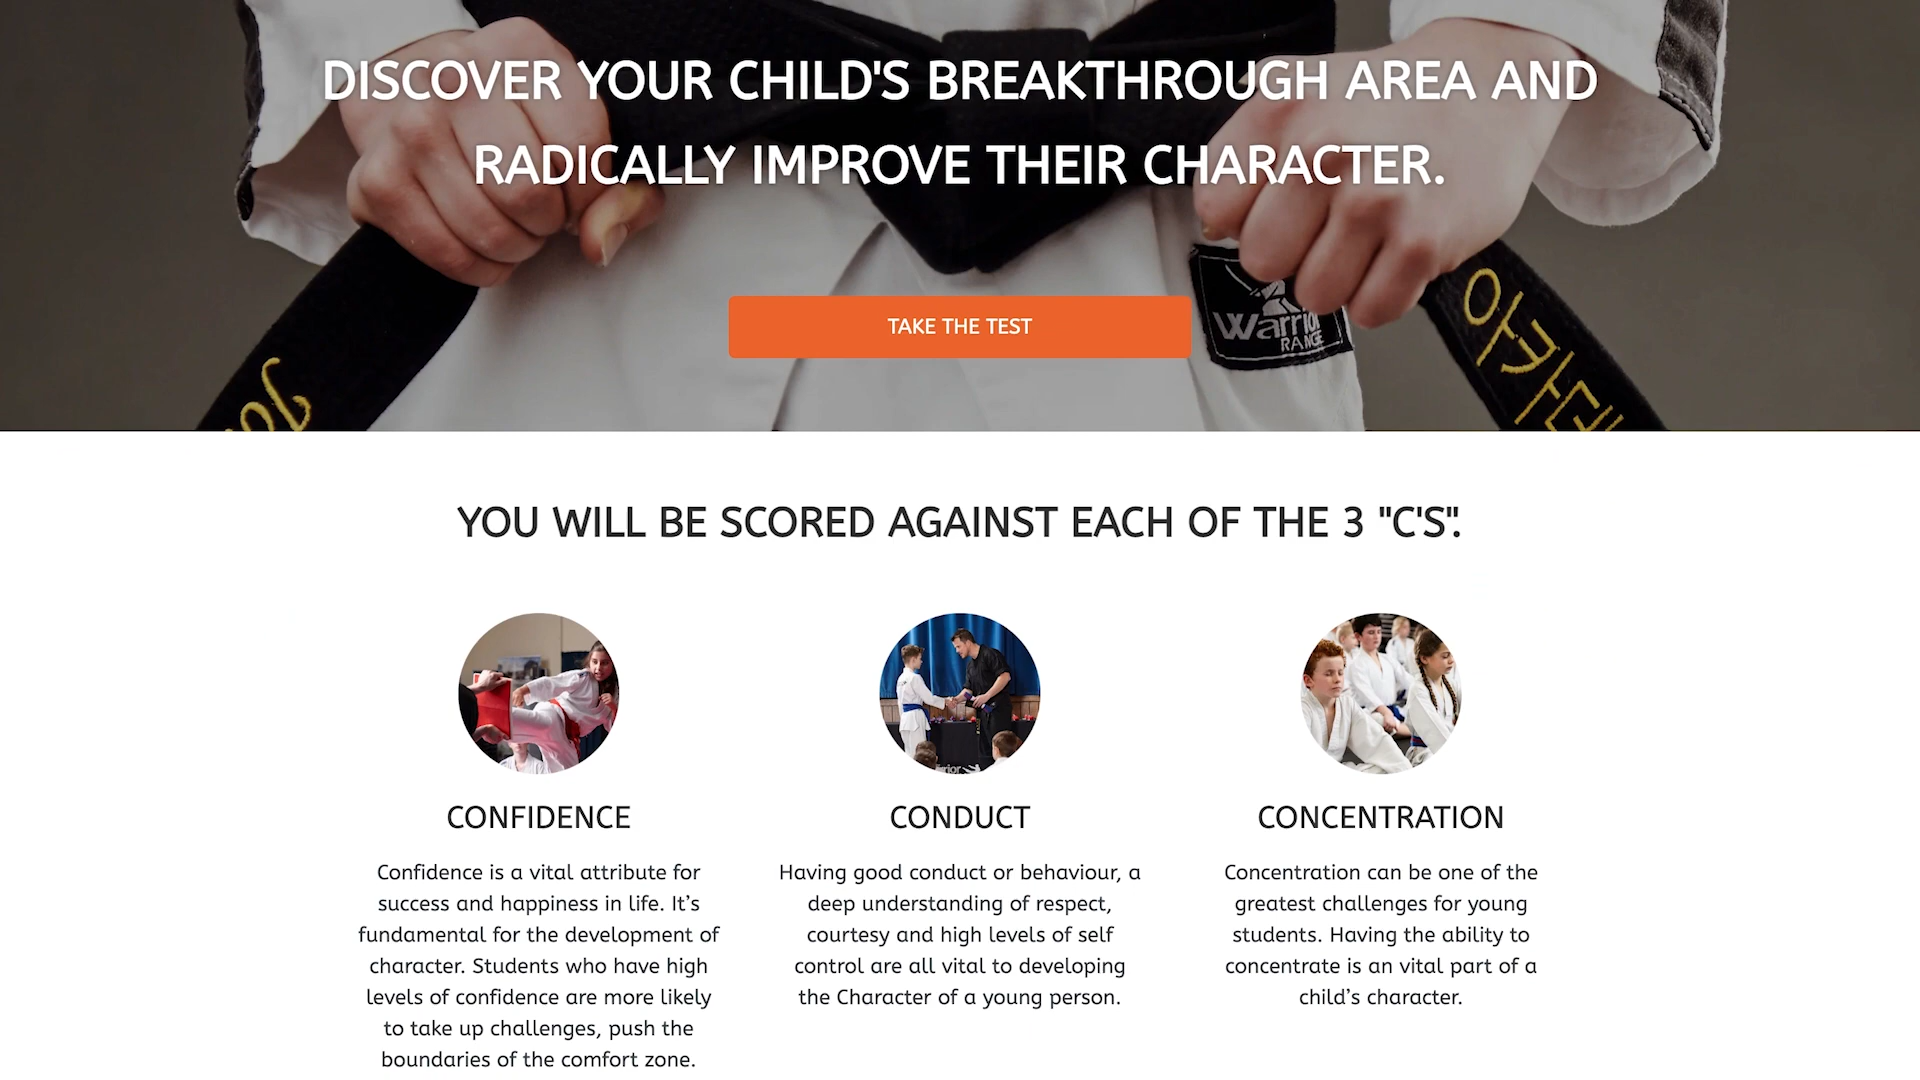 DISCOVER YOUR CHILD'S BREAKTHROUGH AREA AND
RADICALLY IMPROVE THEIR CHARACTER.
TAKE THE TEST
Warrior
RANGE
YOU WILL BE SCORED AGAINST EACH OF THE 3 "C'S".
CONFIDENCE
Confidence is a vital attribute for
success and happiness in life. It’s
fundamental for the development of
character. Students who have high
levels of confidence are more likely
to take up challenges, push the
boundaries of the comfort zone.
CONDUCT
Having good conduct or behaviour, a
deep understanding of respect,
courtesy and high levels of self
control are all vital to developing
the Character of a young person.
CONCENTRATION
Concentration can be one of the
greatest challenges for young
students. Having the ability to
concentrate is an vital part of a
child’s character.